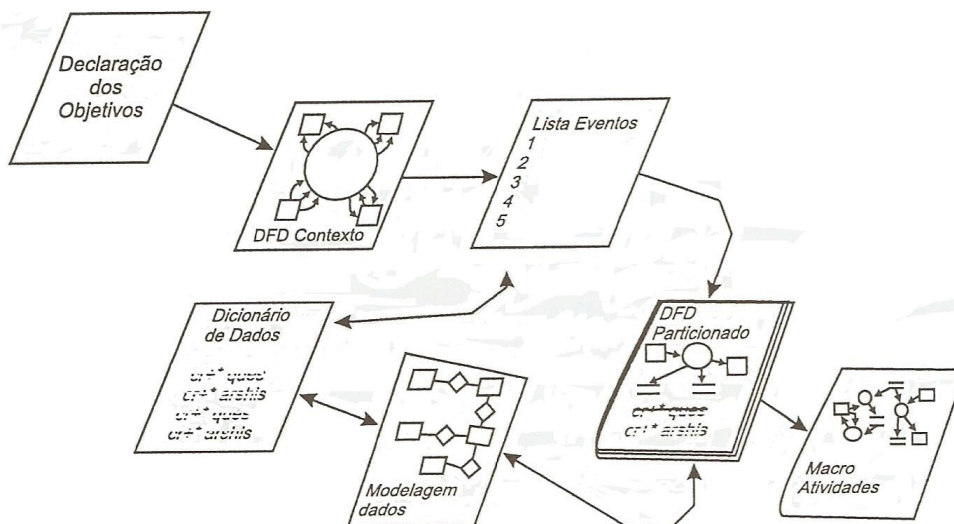 Declaração
dos
Objetivos
DFD Contexto
Lista Eventos
1
2
3
4
5
Dicionário
de Dados
DFD
Particionado
Modelagem
dados
Macro
Atividades